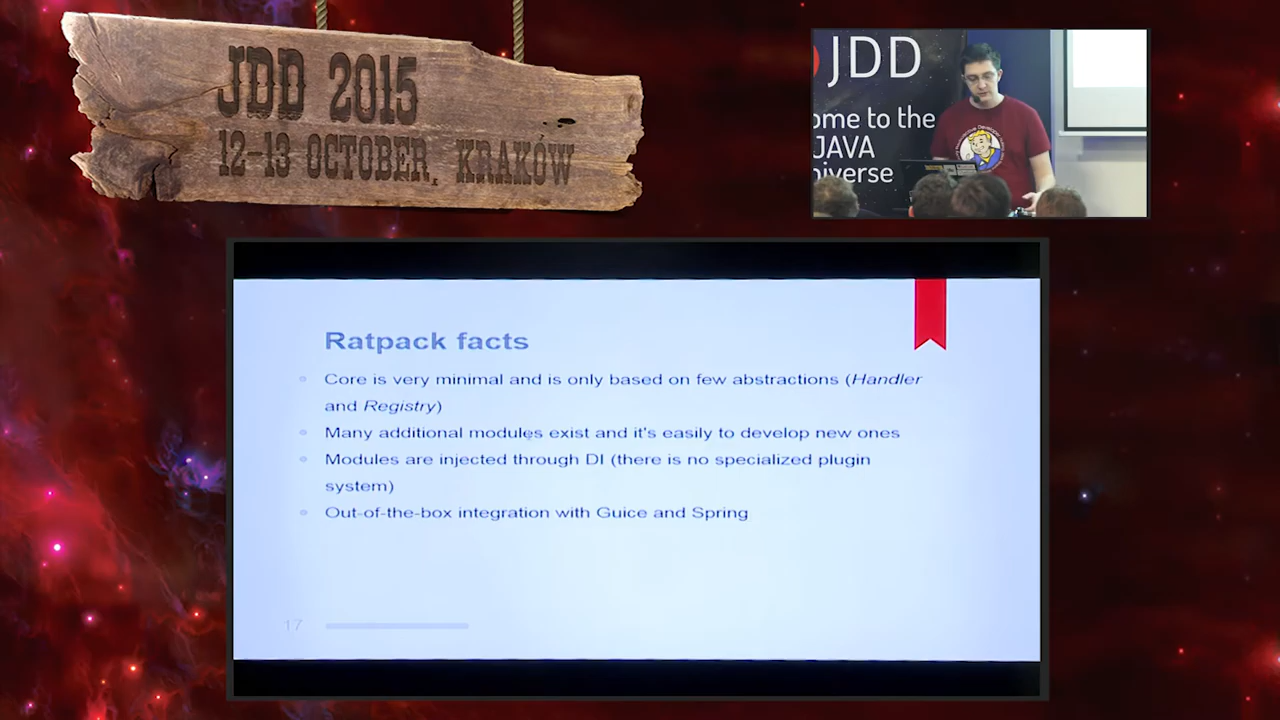 JDD 2015
12-13 OCTOBER, KRAKÓW
JDD
ome to the
JAVA
niverse
Ratpack facts
Core is very minimal and is only based on few abstractions (Handler
and Registry)
Many additional modules exist and it's easily to develop new ones
Modules are injected through DI (there is no specialized plugin
system)
Out-of-the-box integration with Guice and Spring
17